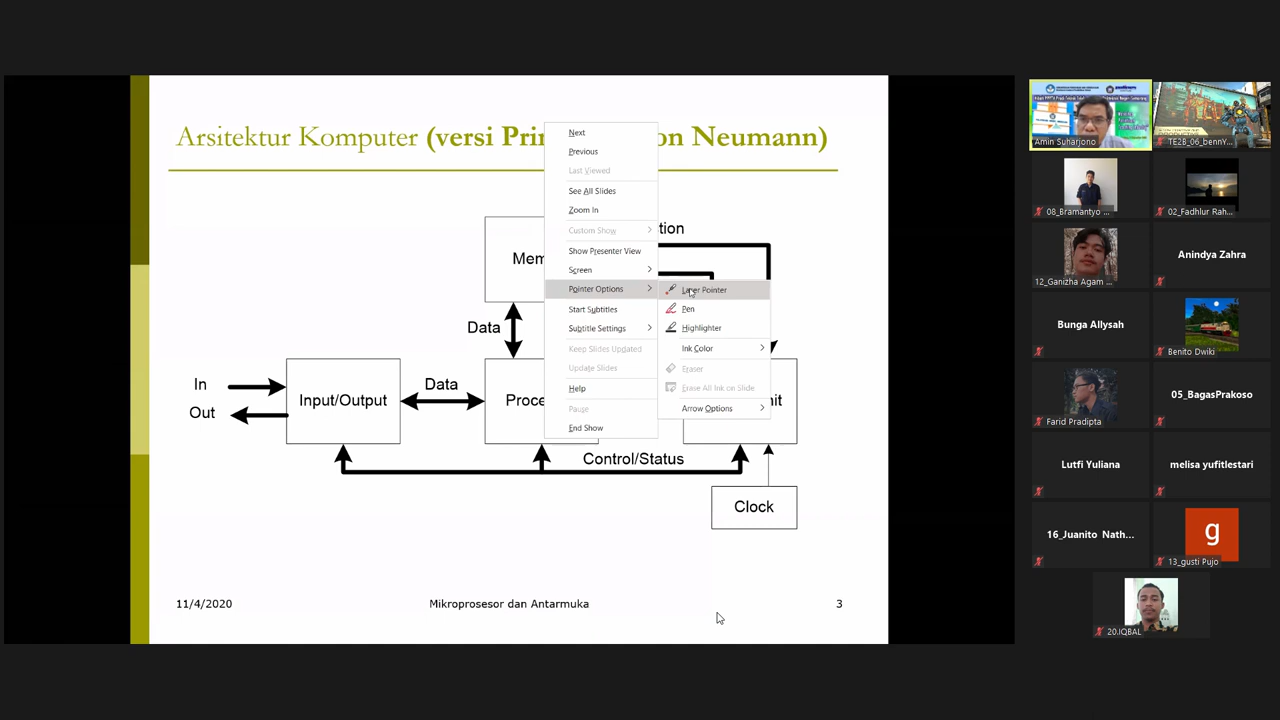 Arsitektur Komputer (versi Prin on Neumann)
Next
Previous
Last Viewed
See All Slides
Zoom In
Custom Show
Show Presenter View
Screen
Pointer Options
Start Subtitles
Subtitle Settings
Keep Slides Updated
Update Slides
Help
Pause
End Show
Laser Pointer
Pen
Highlighter
Ink Color
Eraser
Erase All Ink on Slide
Arrow Options
Mem
tion
Data
In
Out
Input/Output
Data
Proce
it
Control/Status
Clock
11/4/2020
Mikroprosesor dan Antarmuka
3
Amin Suharjono
TE2B_06_bennY...
08_Bramantyo ...
02_Fadhlur Rah...
12_Ganizha Agam ...
Anindya Zahra
Bunga Allysah
Benito Dwiki
Farid Pradipta
05_BagasPrakoso
Lutfi Yuliana
melisa yufitlestari
16_Juanito Nath...
g
13_gusti Pujo
20.IQBAL